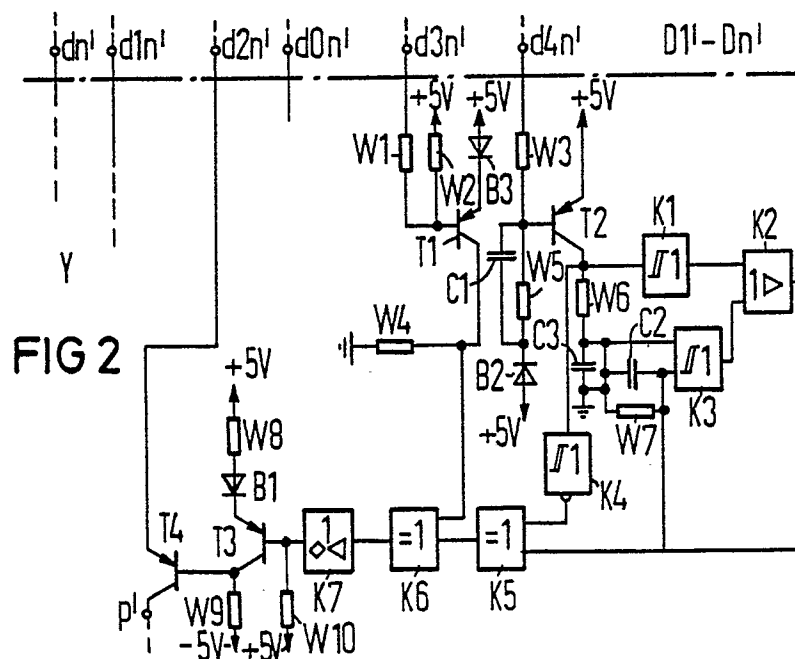 dn' d1n' d2n' d0n' d3n' d4n' D1'-Dn'
+5V +5V +5V
W1 W2 B3 W3
T1 T2 K1 K2
Y C1 W5 1 1
W6
FIG 2 W4 C3 C2
+5V B2 1
W8 +5V W7 K3
B1 1
K4
T4 T3 1 =1 =1
p' W9 K7 K6 K5
-5V +5V W10